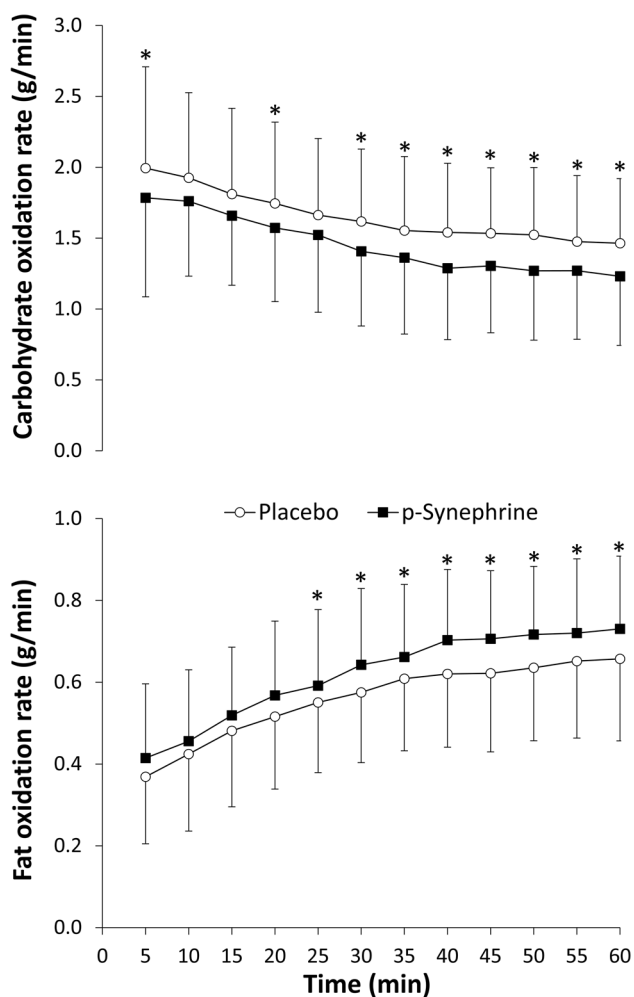 Carbohydrate oxidation rate (g/min)
3.0
2.5
2.0
1.5
1.0
0.5
0.0
* * * * * * * * *
Placebo p-Synephrine
Fat oxidation rate (g/min)
1.0
0.8
0.6
0.4
0.2
0.0
* * * * * * * *
0 5 10 15 20 25 30 35 40 45 50 55 60
Time (min)